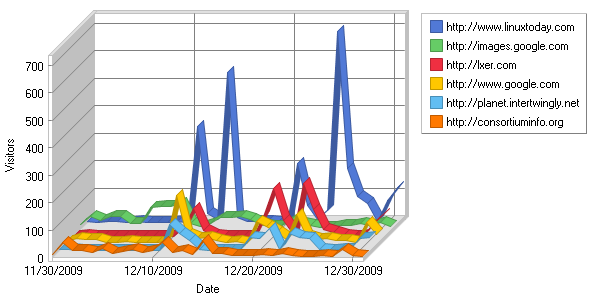 http://www.linuxtoday.com
http://images.google.com
http://lxer.com
http://www.google.com
http://planet.intertwingly.net
http://consortiuminfo.org
700
600
500
400
300
200
100
0
Visitors
11/30/2009 12/10/2009 12/20/2009 12/30/2009
Date